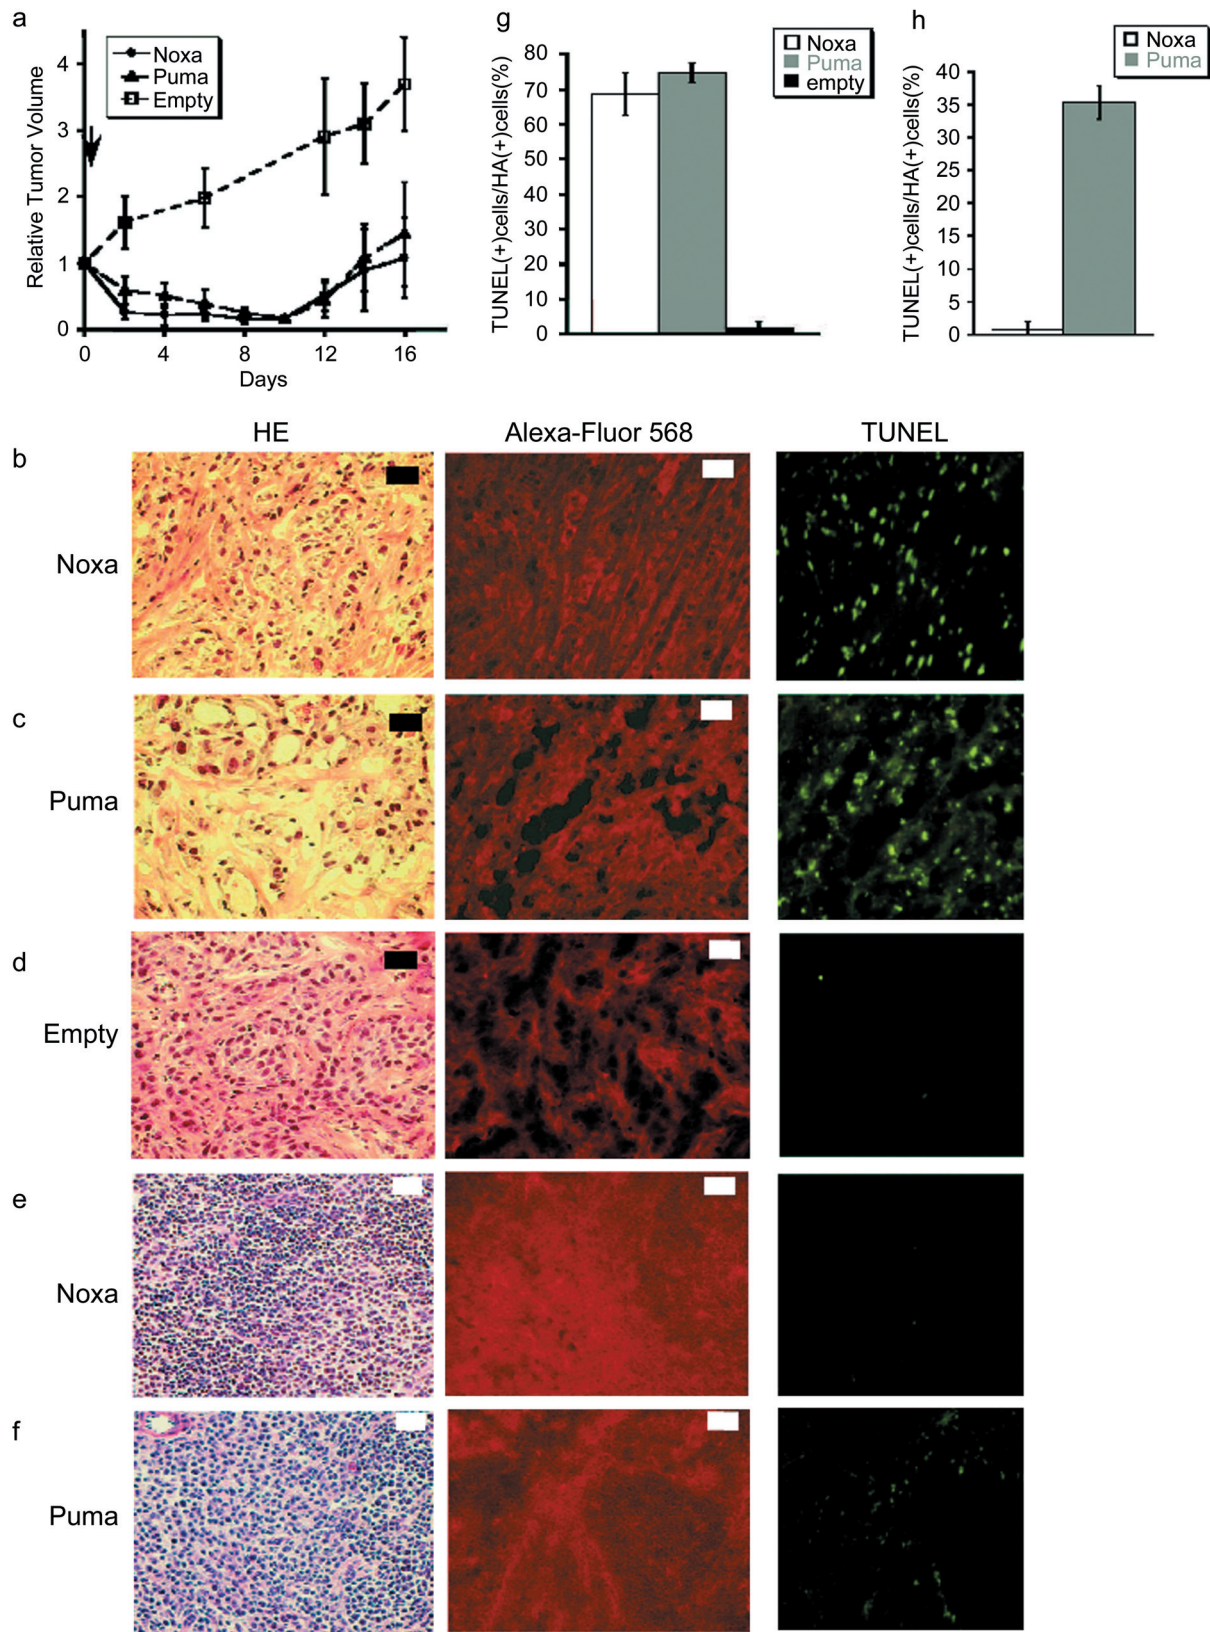 a
Noxa
Puma
Empty
Relative Tumor Volume
4
3
2
1
0
0
4
8
12
16
Days
g
Noxa
Puma
empty
TUNEL(+)cells/HA(+)cells(%)
80
70
60
50
40
30
20
10
0
h
Noxa
Puma
TUNEL(+)cells/HA(+)cells(%)
40
35
30
25
20
15
10
5
0
HE
Alexa-Fluor 568
TUNEL
b
Noxa
c
Puma
d
Empty
e
Noxa
f
Puma